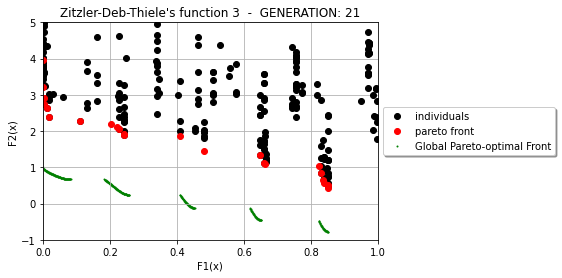 Zitzler-Deb-Thiele's function 3 - GENERATION: 21
5
4
3
2
1
0
−1
F2(x)
0.0 0.2 0.4 0.6 0.8 1.0
F1(x)
individuals
pareto front
Global Pareto-optimal Front